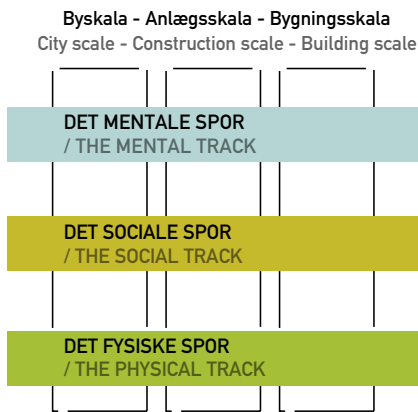 Byskala - Anlægsskala - Bygningsskala
City scale - Construction scale - Building scale
DET MENTALE SPOR
/ THE MENTAL TRACK
DET SOCIALE SPOR
/ THE SOCIAL TRACK
DET FYSISKE SPOR
/ THE PHYSICAL TRACK